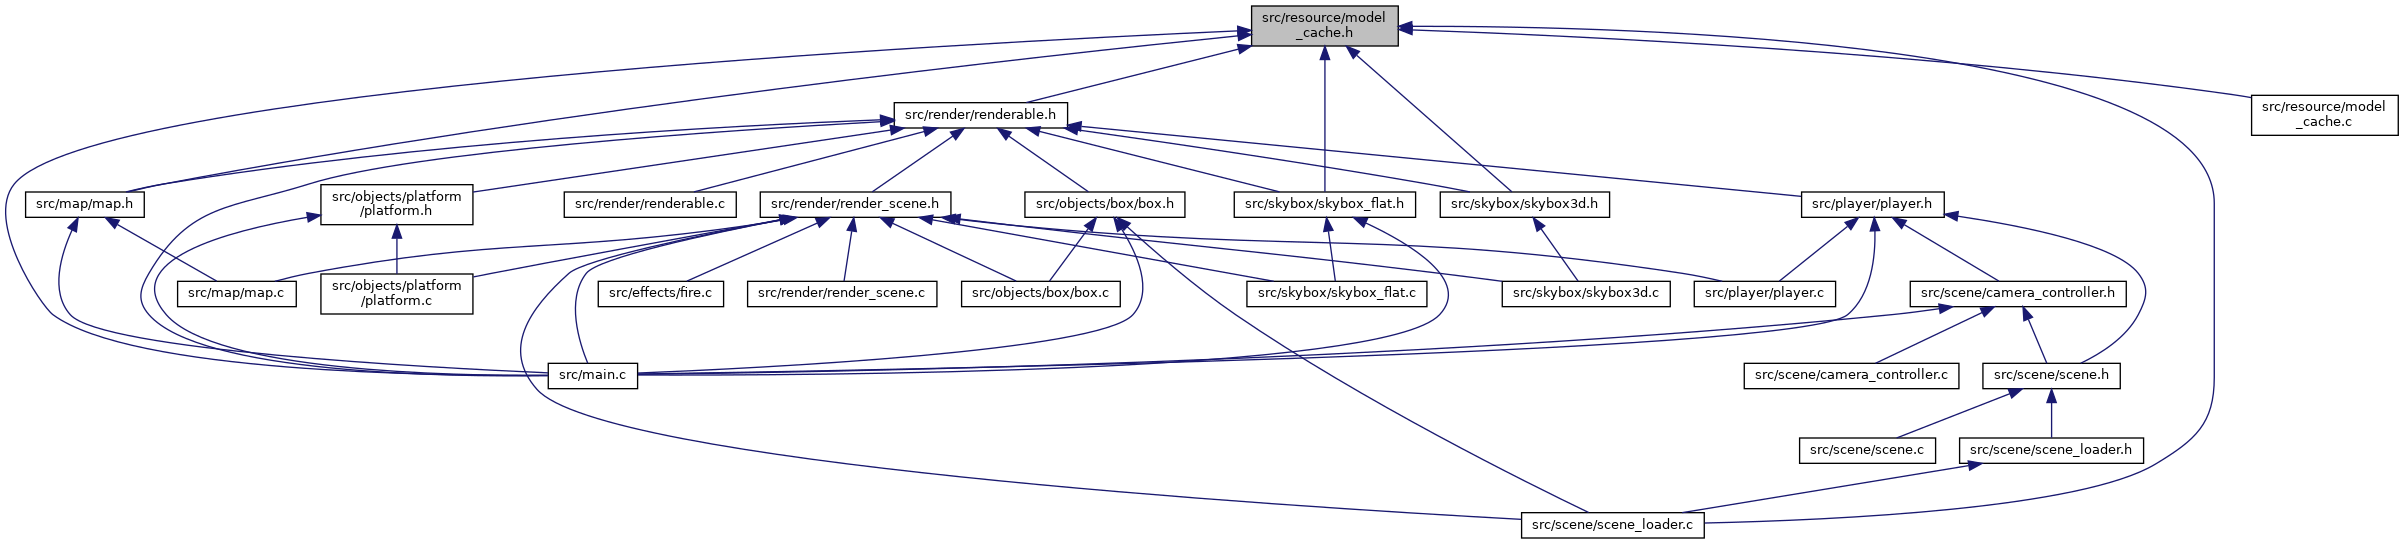 src/resource/model
_cache.h
src/resource/model
_cache.c
src/render/renderable.h
src/map/map.h
src/objects/platform
/platform.h
src/render/renderable.c
src/render/render_scene.h
src/objects/box/box.h
src/skybox/skybox_flat.h
src/skybox/skybox3d.h
src/player/player.h
src/map/map.c
src/objects/platform
/platform.c
src/effects/fire.c
src/render/render_scene.c
src/objects/box/box.c
src/skybox/skybox_flat.c
src/skybox/skybox3d.c
src/player/player.c
src/scene/camera_controller.h
src/main.c
src/scene/camera_controller.c
src/scene/scene.h
src/scene/scene.c
src/scene/scene_loader.h
src/scene/scene_loader.c